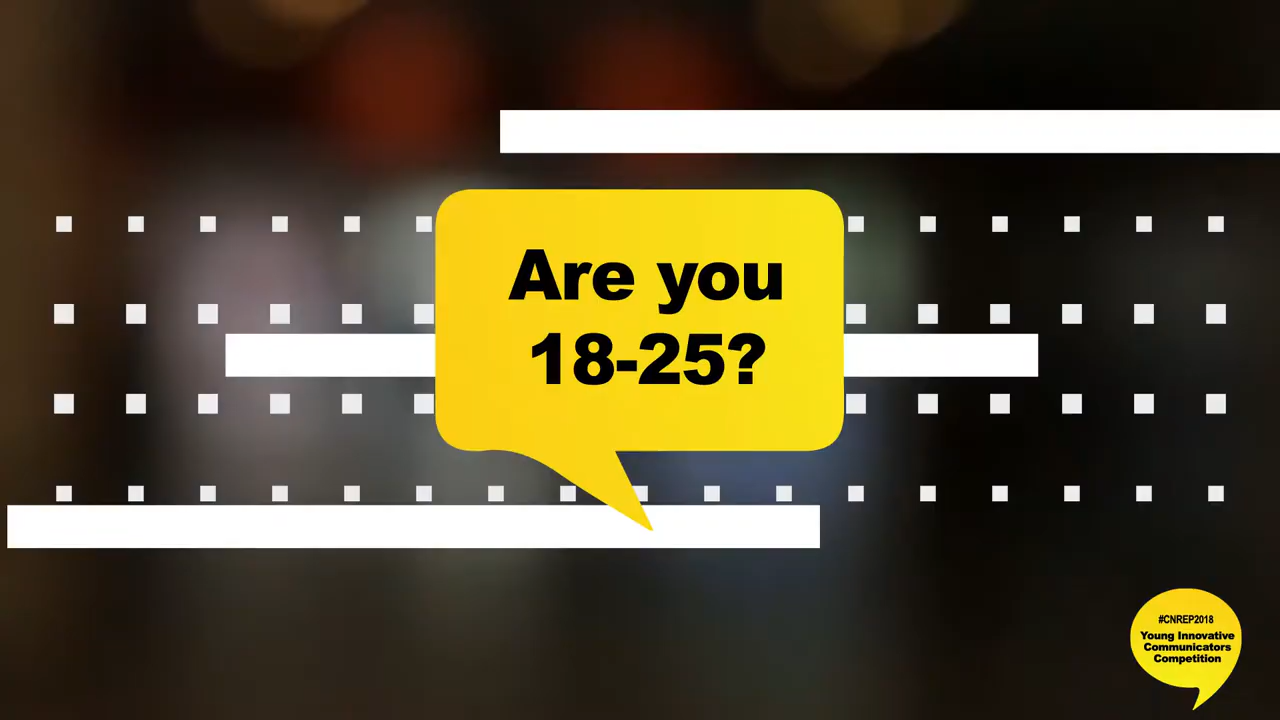 Are you
18-25?
#CNREP2018
Young Innovative
Communicators
Competition